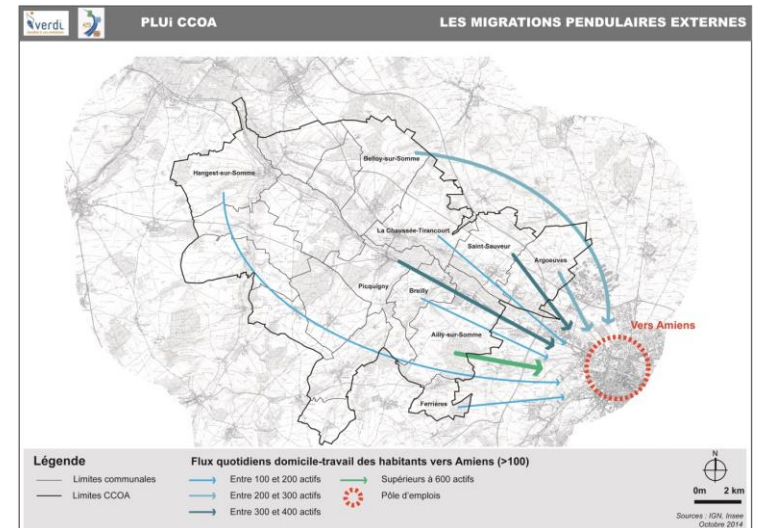 verdi
PLUi CCOA
LES MIGRATIONS PENDULAIRES EXTERNES
Belloy-sur-Somme
Hangest-sur-Somme
La Chaussée-Tirancourt
Saint-Sauveur
Argoeuves
Picquigny
Breilly
Vers Amiens
Ailly-sur-Somme
Ferrières
Légende
Limites communales
Limites CCOA
Flux quotidiens domicile-travail des habitants vers Amiens (>100)
Entre 100 et 200 actifs
Entre 200 et 300 actifs
Entre 300 et 400 actifs
Supérieurs à 600 actifs
Pôle d'emplois
N
0m 2 km
Sources : IGN, Insee
Octobre 2014